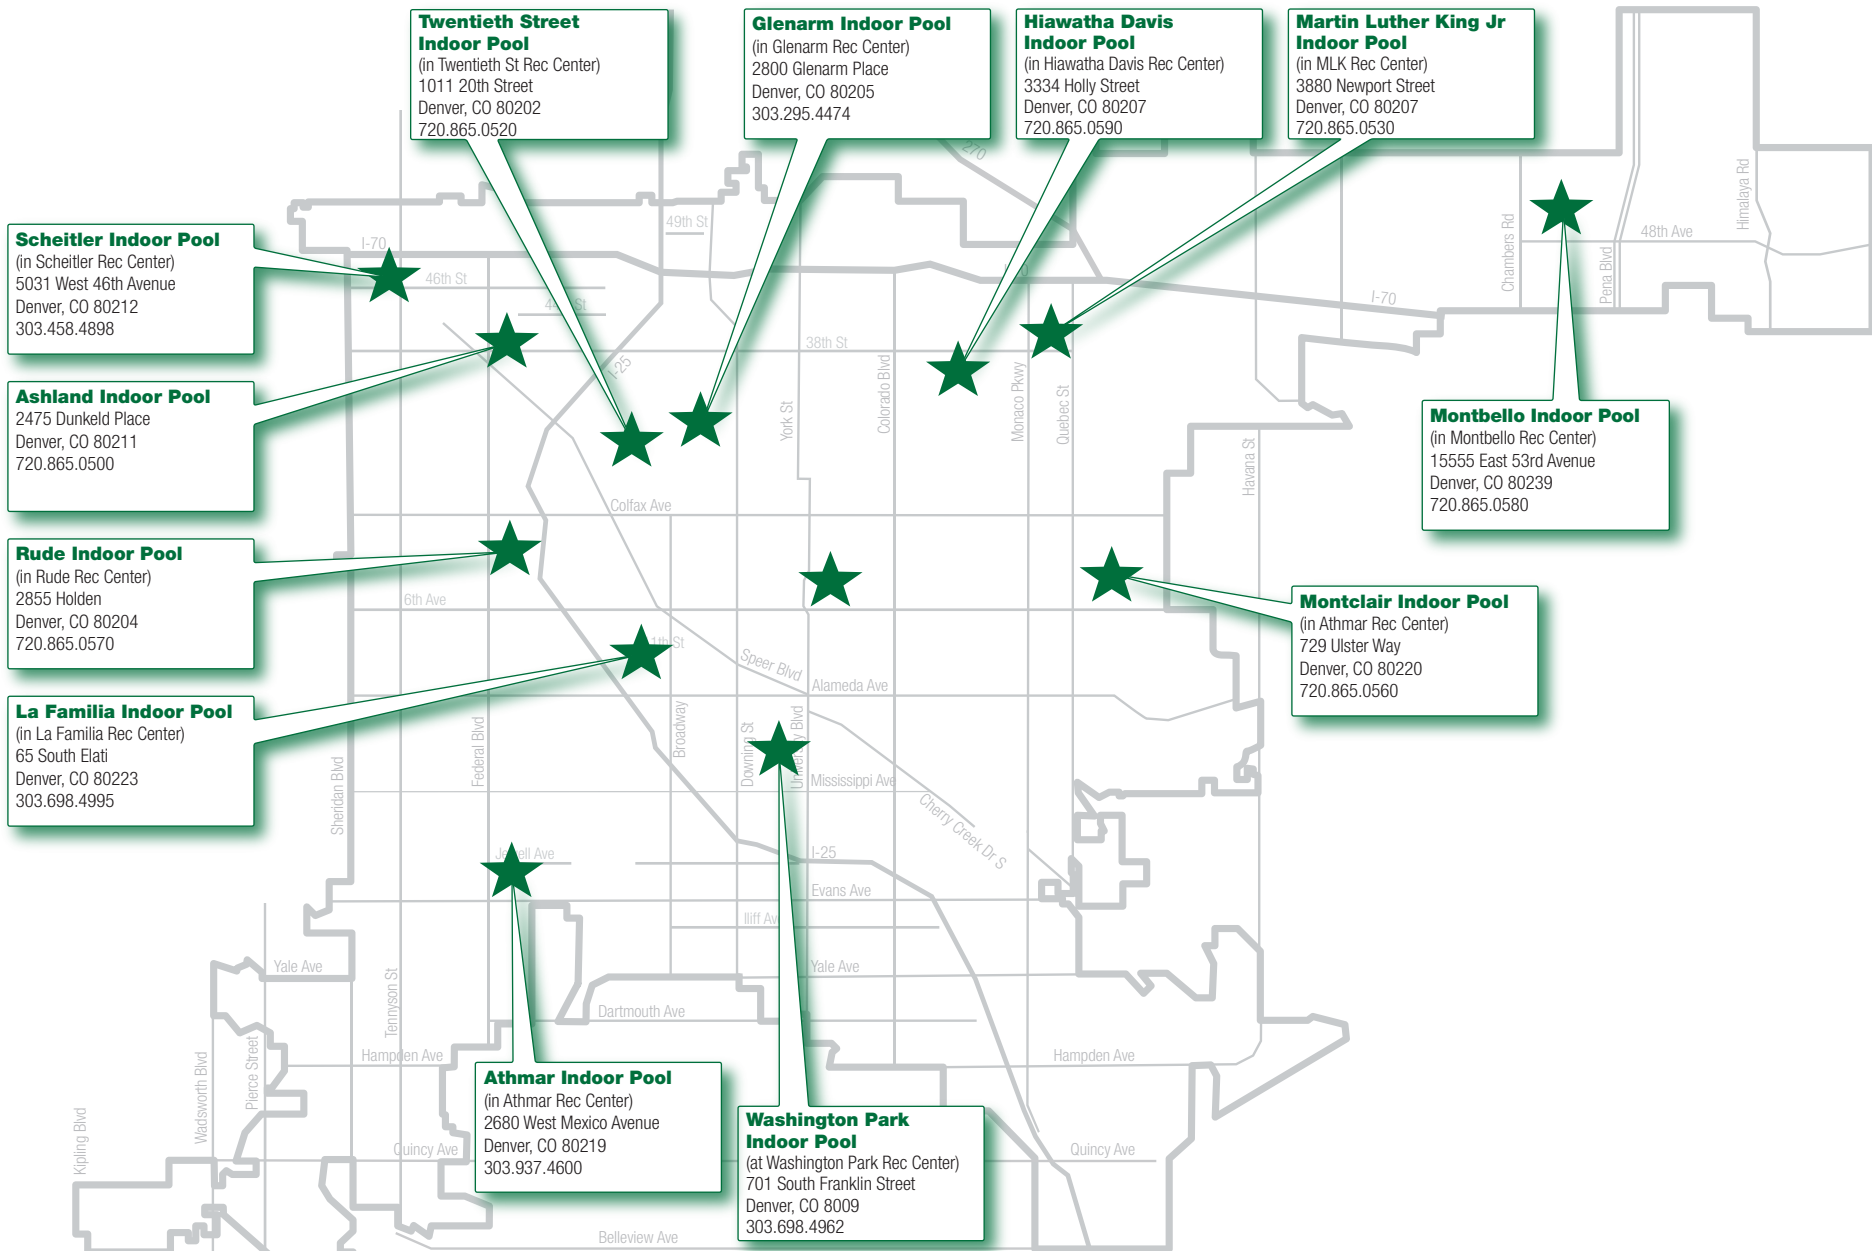 Twentieth Street
Indoor Pool
(in Twentieth St Rec Center)
1011 20th Street
Denver, CO 80202
720.865.0520
Glenarm Indoor Pool
(in Glenarm Rec Center)
2800 Glenarm Place
Denver, CO 80205
303.295.4474
Hiawatha Davis
Indoor Pool
(in Hiawatha Davis Rec Center)
3334 Holly Street
Denver, CO 80207
720.865.0590
Martin Luther King Jr
Indoor Pool
(in MLK Rec Center)
3880 Newport Street
Denver, CO 80207
720.865.0530
Scheitler Indoor Pool
(in Scheitler Rec Center)
5031 West 46th Avenue
Denver, CO 80212
303.458.4898
Ashland Indoor Pool
2475 Dunkeld Place
Denver, CO 80211
720.865.0500
Rude Indoor Pool
(in Rude Rec Center)
2855 Holden
Denver, CO 80204
720.865.0570
La Familia Indoor Pool
(in La Familia Rec Center)
65 South Elati
Denver, CO 80223
303.698.4995
Montbello Indoor Pool
(in Montbello Rec Center)
15555 East 53rd Avenue
Denver, CO 80239
720.865.0580
Montclair Indoor Pool
(in Athmar Rec Center)
729 Ulster Way
Denver, CO 80220
720.865.0560
Athmar Indoor Pool
(in Athmar Rec Center)
2680 West Mexico Avenue
Denver, CO 80219
303.937.4600
Washington Park
Indoor Pool
(at Washington Park Rec Center)
701 South Franklin Street
Denver, CO 8009
303.698.4962
270
49th St
I-70
46th St
I-70
48th Ave
Chambers Rd
Pena Blvd
Himalaya Rd
I-25
38th St
York St
Colorado Blvd
Monaco Pkwy
Quebec St
Havana St
Colfax Ave
6th Ave
Speer Blvd
Alameda Ave
Sheridan Blvd
Federal Blvd
Broadway
Downing St
University Blvd
Mississippi Ave
Cherry Creek Dr S
I-25
Evans Ave
Iliff Ave
Yale Ave
Yale Ave
Tennyson St
Dartmouth Ave
Hampden Ave
Hampden Ave
Wadsworth Blvd
Pierce Street
Kipling Blvd
Quincy Ave
Quincy Ave
Belleview Ave